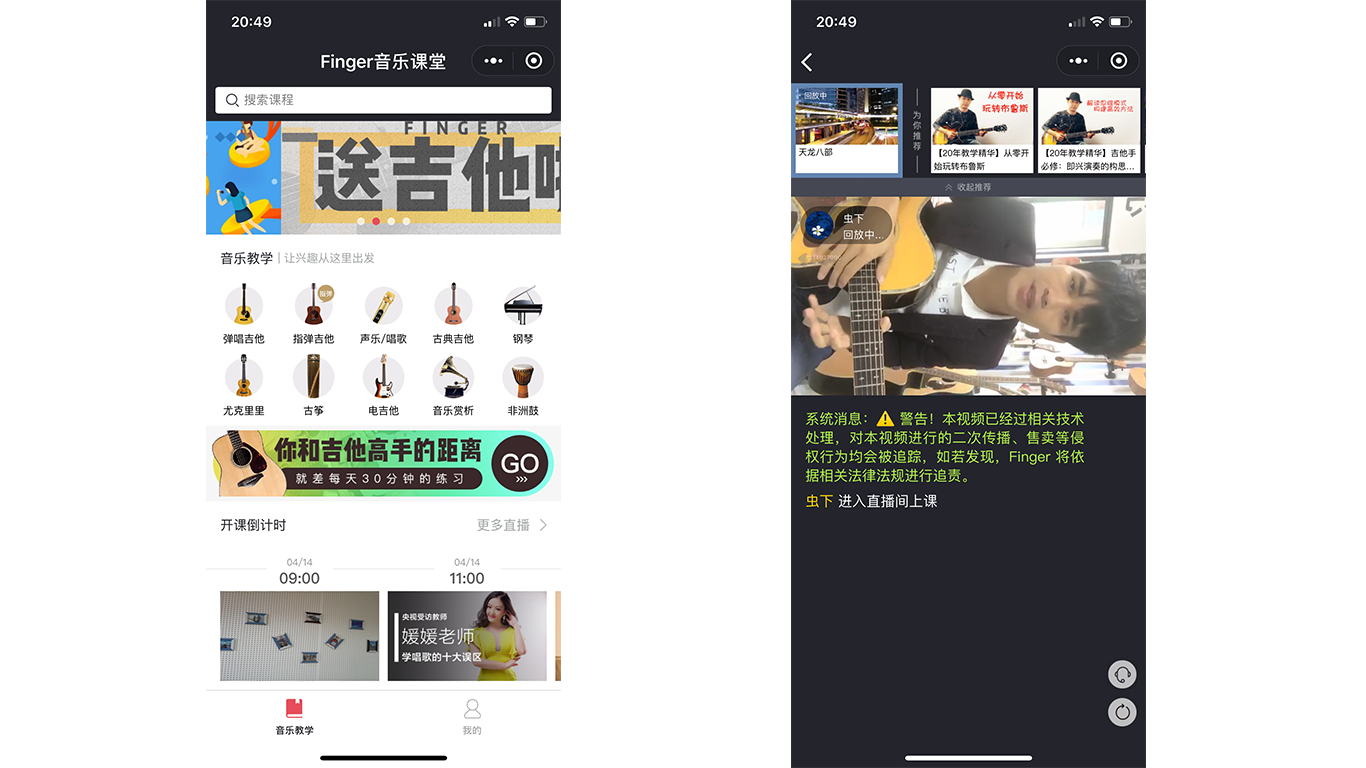 20:49
Finger音乐课堂
搜索课程
FINGER
送吉他
音乐教学 | 让兴趣从这里出发
指弹
弹唱吉他
指弹吉他
声乐/唱歌
古典吉他
钢琴
尤克里里
古筝
电吉他
音乐赏析
非洲鼓
你和吉他高手的距离
就差每天30分钟的练习
GO
›››
开课倒计时
更多直播
04/14
09:00
04/14
11:00
央视受访教师
媛媛老师
学唱歌的十大误区
音乐教学
我的
20:49
回放中
天龙八部
为你推荐
从零开始
玩转布鲁斯
【20年教学精华】从零开
始玩转布鲁斯
【20年教学精华】吉他手
必修：即兴演奏的构思...
收起推荐
虫下
回放中...
系统消息：⚠️ 警告！本视频已经过相关技术
处理，对本视频进行的二次传播、售卖等侵
权行为均会被追踪，如若发现，Finger 将依
据相关法律法规进行追责。
虫下 进入直播间上课